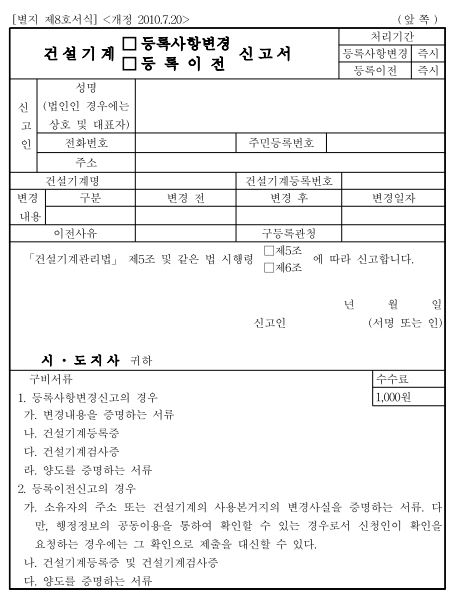 [별지 제8호서식] <개정 2010.7.20> (앞 쪽)
건설기계 □등록사항변경 □등 록 이 전 신고서
처리기간
등록사항변경 즉시
등록이전 즉시
신고인
성명
(법인인 경우에는
상호 및 대표자)
전화번호 주민등록번호
주소
건설기계명 건설기계등록번호
변경내용 구분 변경 전 변경 후 변경일자
이전사유 구등록관청
「건설기계관리법」 제5조 및 같은 법 시행령 □제5조 □제6조 에 따라 신고합니다.
년 월 일
신고인 (서명 또는 인)
시ㆍ도지사 귀하
구비서류 수수료
1. 등록사항변경신고의 경우 1,000원
가. 변경내용을 증명하는 서류
나. 건설기계등록증
다. 건설기계검사증
라. 양도를 증명하는 서류
2. 등록이전신고의 경우
가. 소유자의 주소 또는 건설기계의 사용본거지의 변경사실을 증명하는 서류. 다
만, 행정정보의 공동이용을 통하여 확인할 수 있는 경우로서 신청인이 확인을
요청하는 경우에는 그 확인으로 제출을 대신할 수 있다.
나. 건설기계등록증 및 건설기계검사증
다. 양도를 증명하는 서류